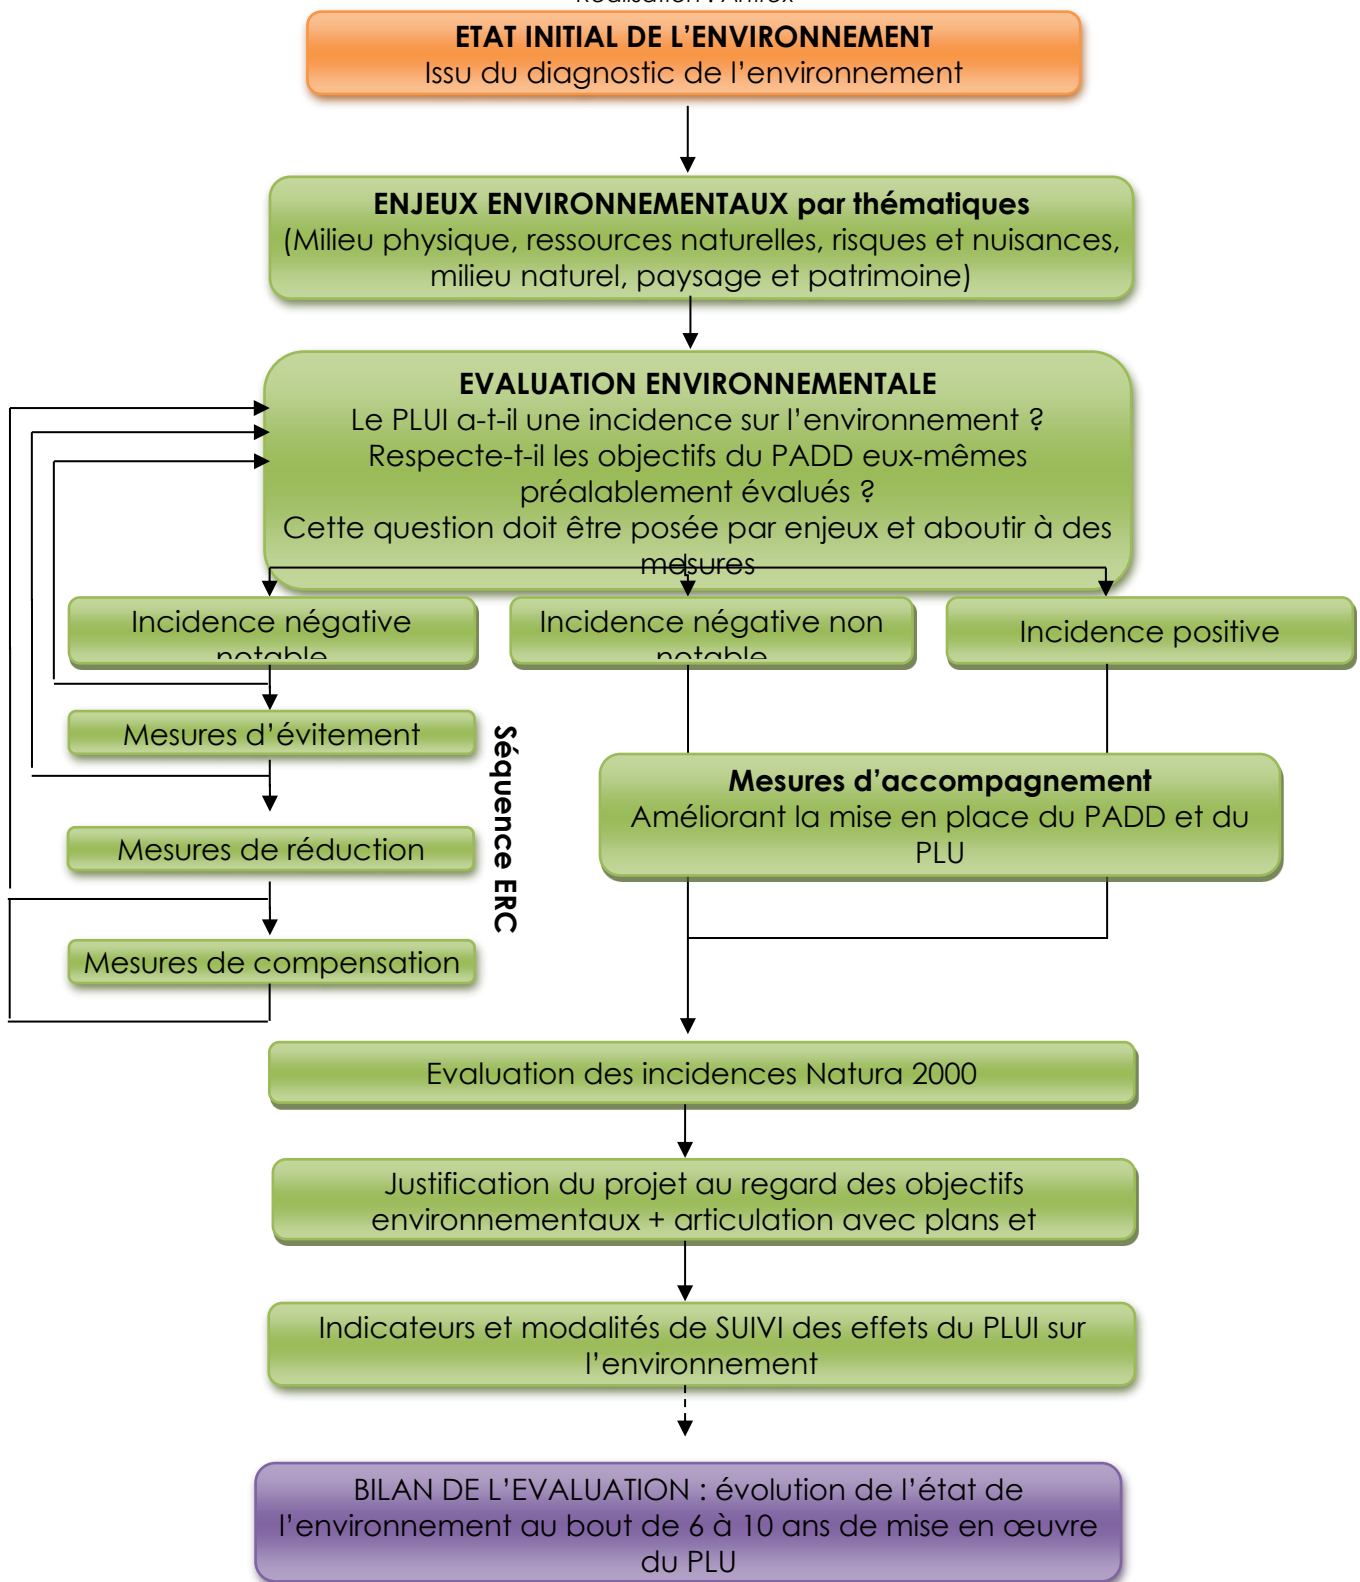 ETAT INITIAL DE L'ENVIRONNEMENT
Issu du diagnostic de l'environnement
ENJEUX ENVIRONNEMENTAUX par thématiques
(Milieu physique, ressources naturelles, risques et nuisances,
milieu naturel, paysage et patrimoine)
EVALUATION ENVIRONNEMENTALE
Le PLUI a-t-il une incidence sur l'environnement ?
Respecte-t-il les objectifs du PADD eux-mêmes
préalablement évalués ?
Cette question doit être posée par enjeux et aboutir à des
mesures
Incidence négative
notable
Incidence négative non
notable
Incidence positive
Mesures d'évitement
Mesures de réduction
Mesures de compensation
Séquence ERC
Mesures d'accompagnement
Améliorant la mise en place du PADD et du
PLU
Evaluation des incidences Natura 2000
Justification du projet au regard des objectifs
environnementaux + articulation avec plans et
Indicateurs et modalités de SUIVI des effets du PLUI sur
l'environnement
BILAN DE L'EVALUATION : évolution de l'état de
l'environnement au bout de 6 à 10 ans de mise en œuvre
du PLU